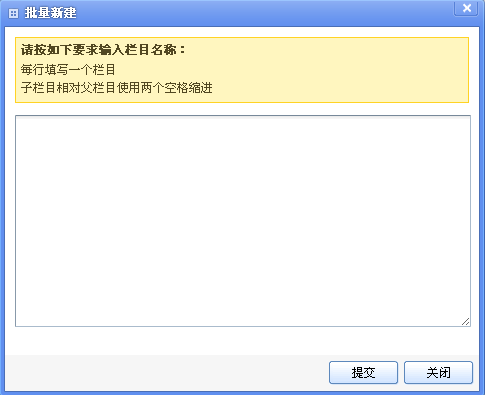 批量新建
请按如下要求输入栏目名称：
每行填写一个栏目
子栏目相对父栏目使用两个空格缩进
提交
关闭